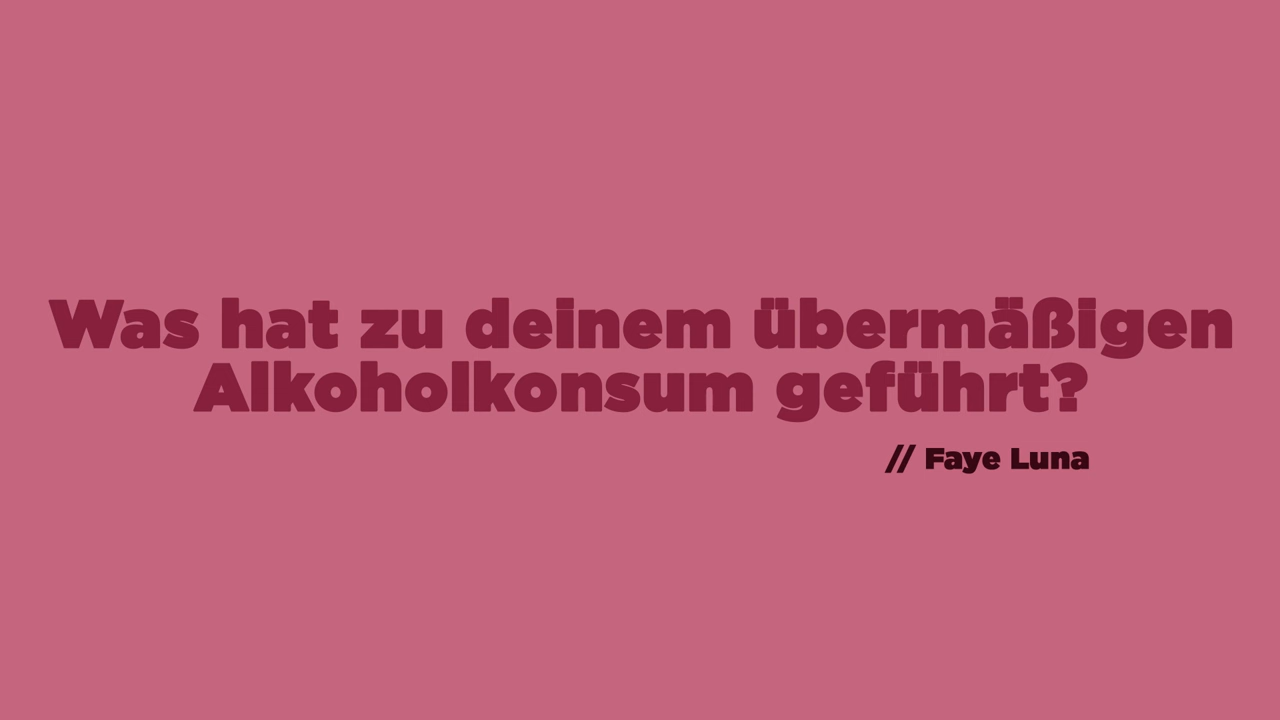 Was hat zu deinem übermäßigen
Alkoholkonsum geführt?
// Faye Luna